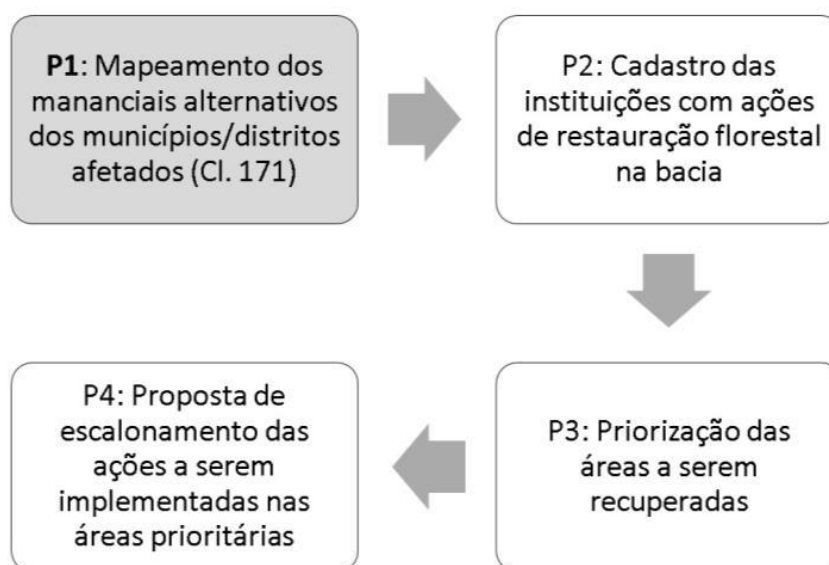 P1: Mapeamento dos
mananciais alternativos
dos municípios/distritos
afetados (Cl. 171)
P2: Cadastro das
instituições com ações
de restauração florestal
na bacia
P3: Priorização das
áreas a serem
recuperadas
P4: Proposta de
escalonamento das
ações a serem
implementadas nas
áreas prioritárias